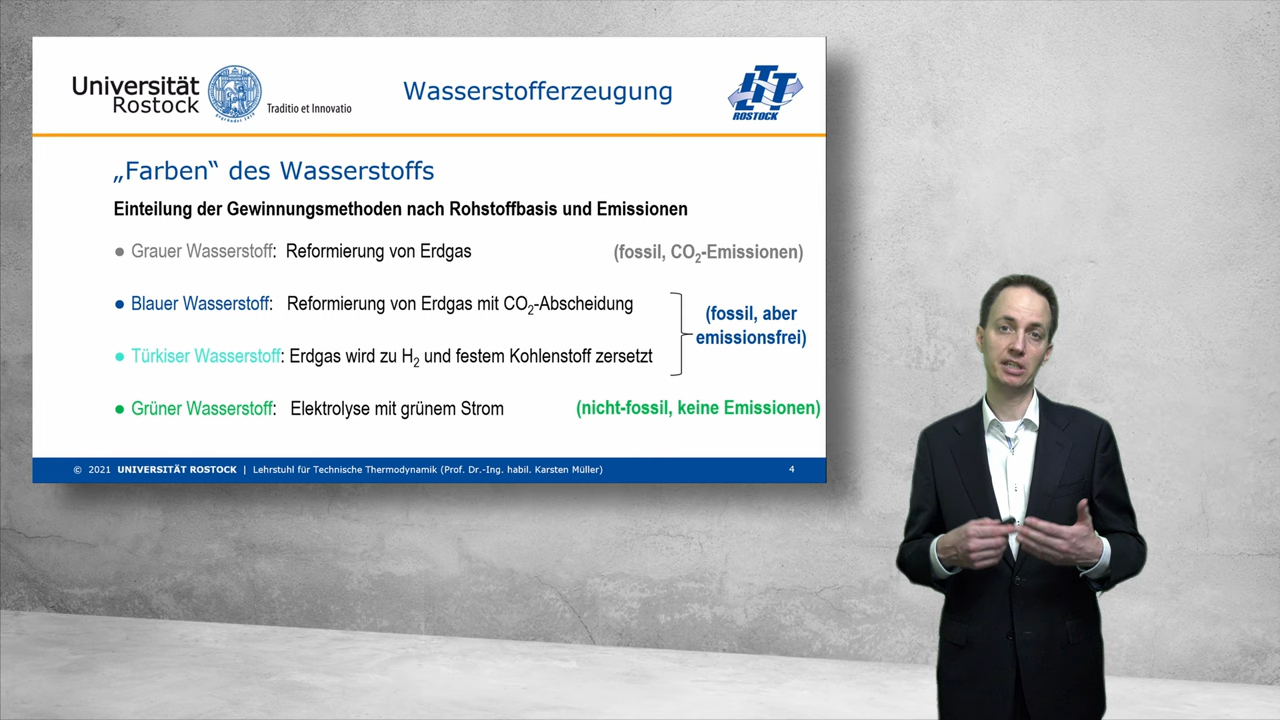 Universität
Rostock
Traditio et Innovatio
Wasserstofferzeugung
LTT
ROSTOCK
„Farben“ des Wasserstoffs
Einteilung der Gewinnungsmethoden nach Rohstoffbasis und Emissionen
● Grauer Wasserstoff: Reformierung von Erdgas (fossil, CO₂-Emissionen)
● Blauer Wasserstoff: Reformierung von Erdgas mit CO₂-Abscheidung
(fossil, aber
emissionsfrei)
● Türkiser Wasserstoff: Erdgas wird zu H₂ und festem Kohlenstoff zersetzt
● Grüner Wasserstoff: Elektrolyse mit grünem Strom (nicht-fossil, keine Emissionen)
© 2021 UNIVERSITÄT ROSTOCK | Lehrstuhl für Technische Thermodynamik (Prof. Dr.-Ing. habil. Karsten Müller) 4